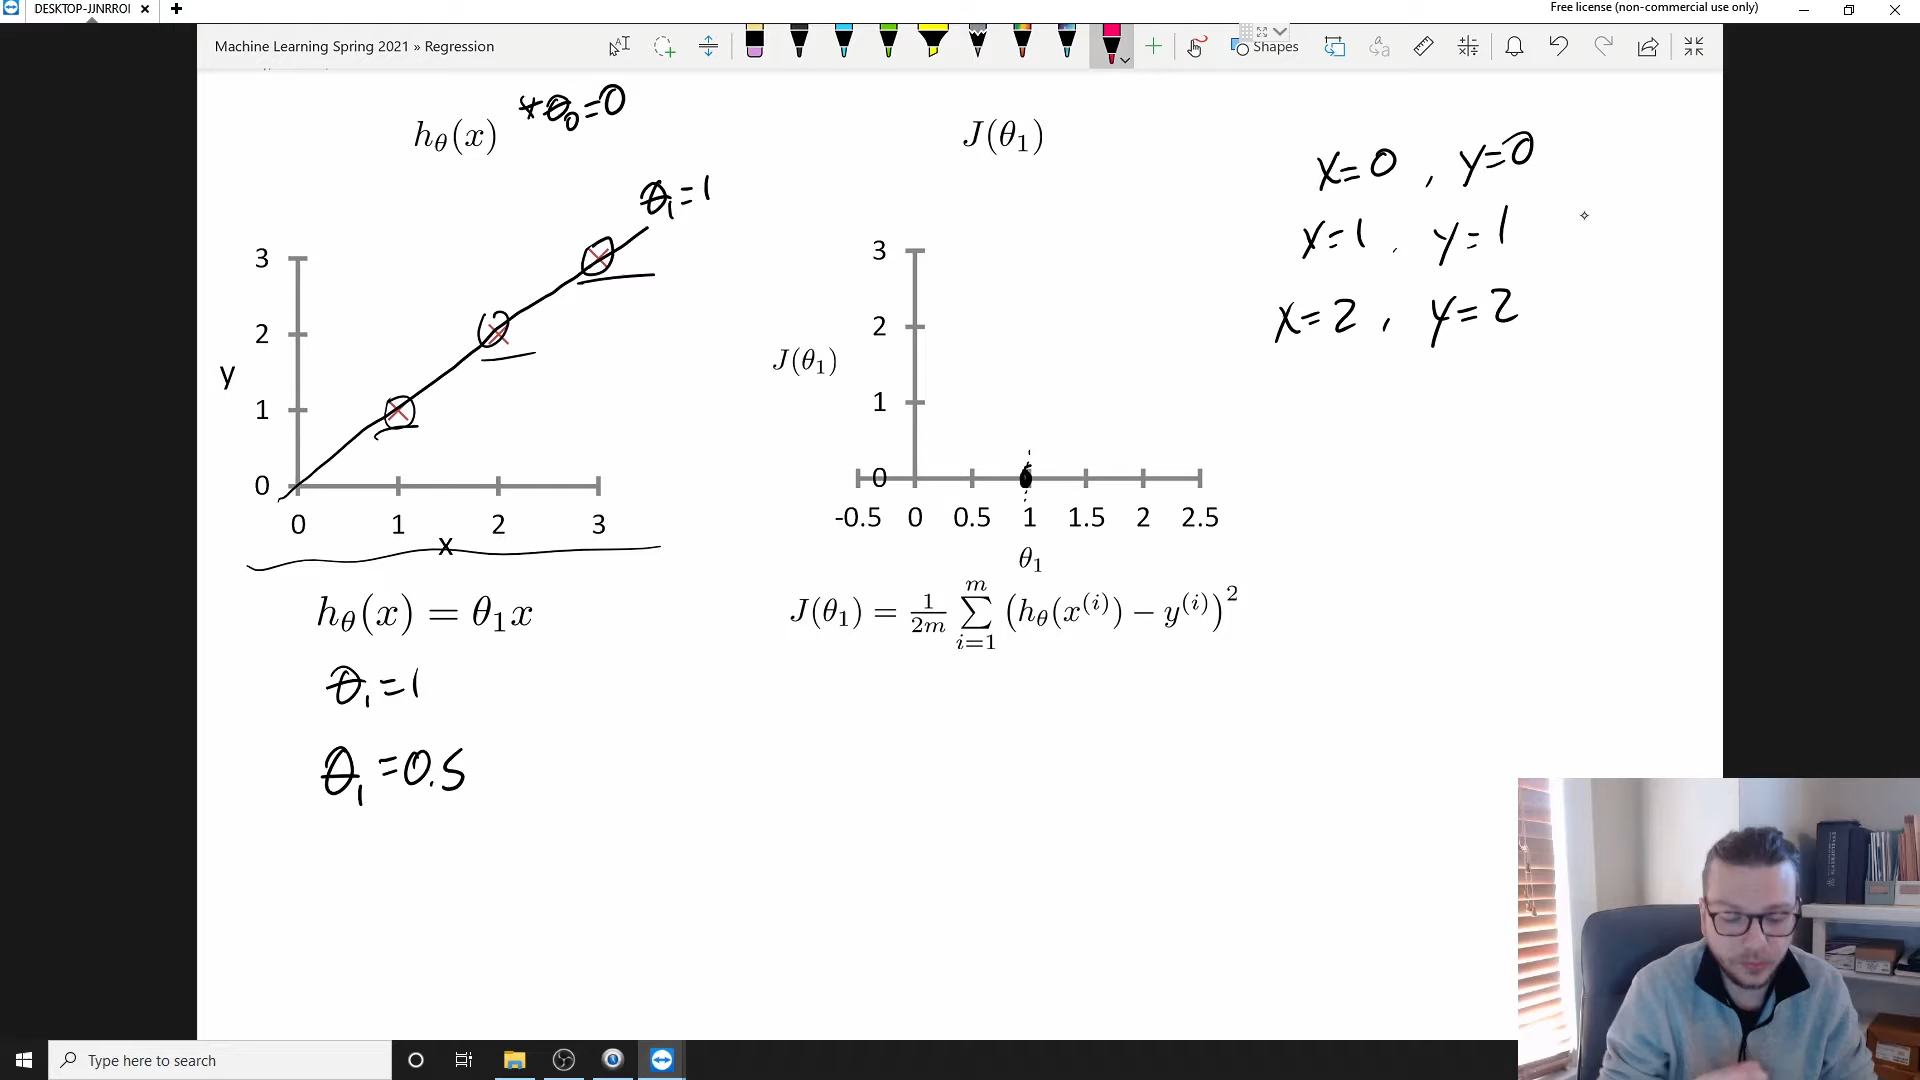 DESKTOP-JJNRROI
Free license (non-commercial use only)
Machine Learning Spring 2021 » Regression
Shapes
hθ(x) *θ₀=0
J(θ₁)
x=0 , y=0
θ₁=1
x=1 , y=1
x=2 , y=2
3
2
y
1
0
0 1 2 3
x
3
2
J(θ₁)
1
0
-0.5 0 0.5 1 1.5 2 2.5
θ₁
hθ(x) = θ₁x
J(θ₁) = 1/2m ∑ᵢ₌₁ᵐ (hθ(x⁽ⁱ⁾) − y⁽ⁱ⁾)²
θ₁=1
θ₁=0.5
Type here to search